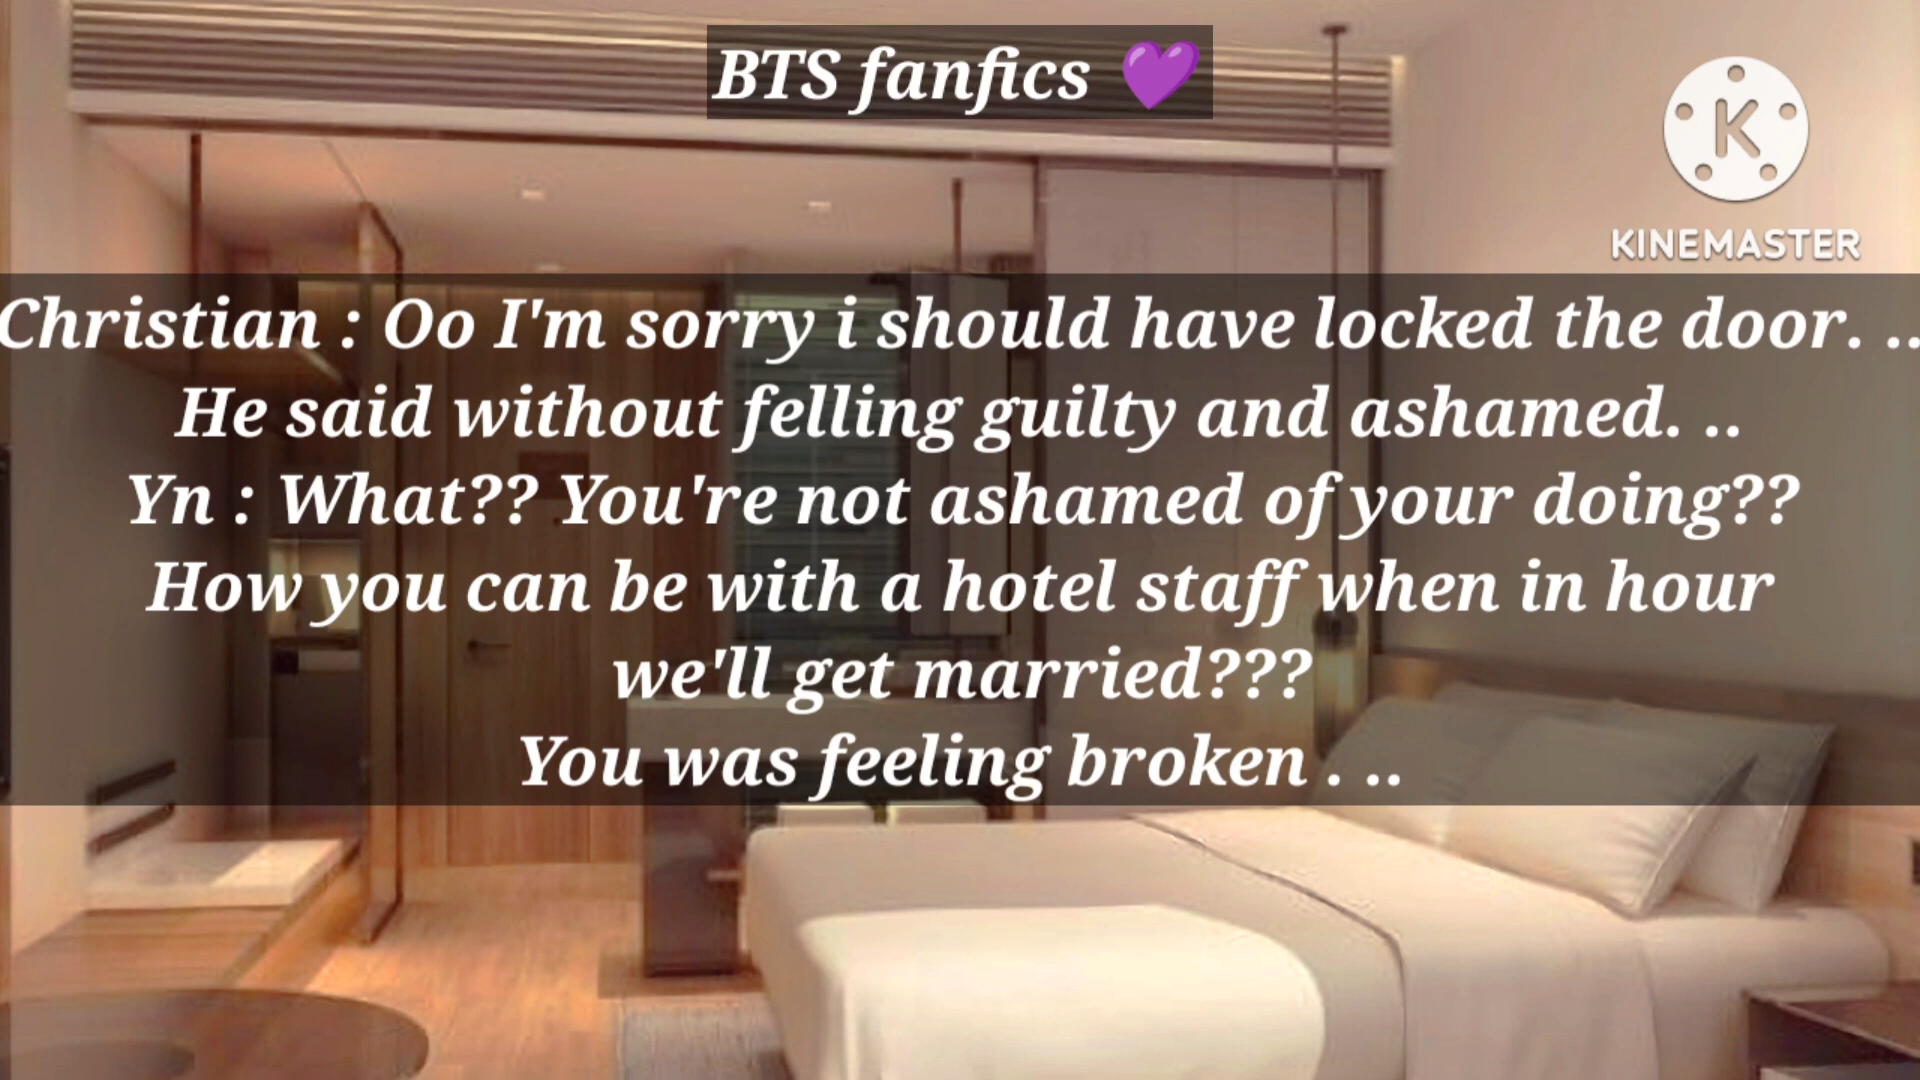 BTS fanfics 💜
K
KINEMASTER
Christian : Oo I'm sorry i should have locked the door. ..
He said without felling guilty and ashamed. ..
Yn : What?? You're not ashamed of your doing??
How you can be with a hotel staff when in hour
we'll get married???
You was feeling broken . ..